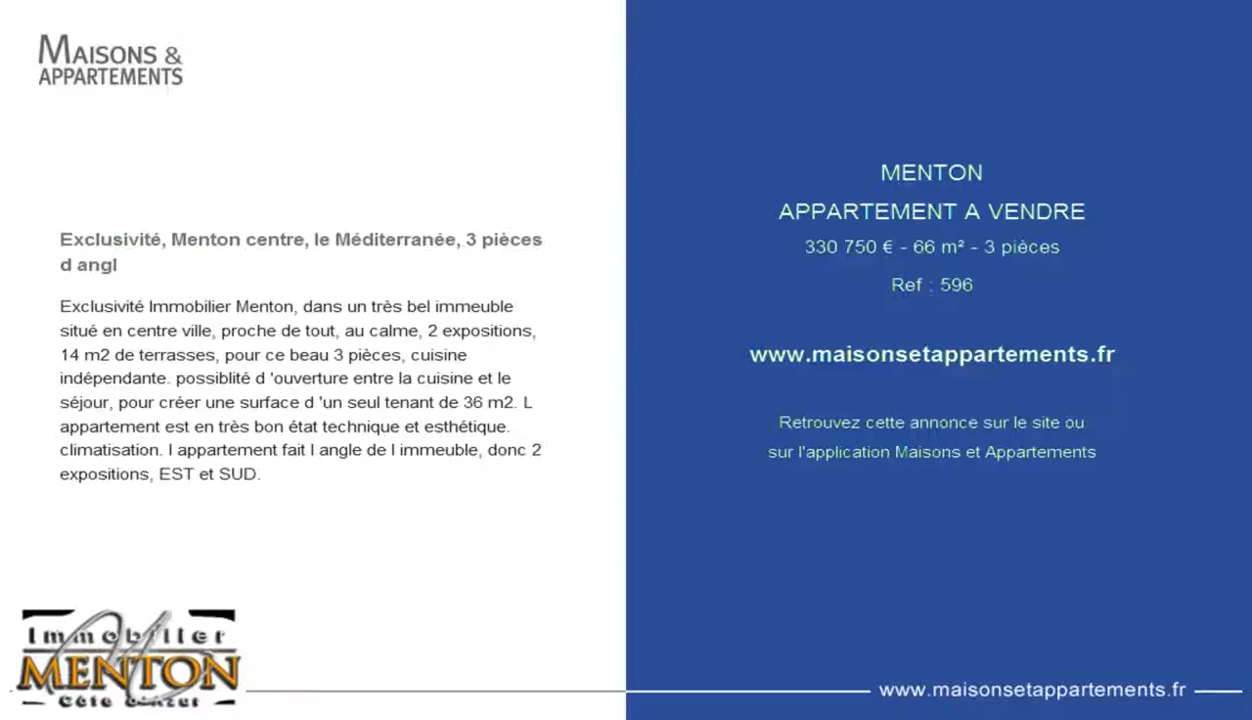 MAISONS &
APPARTEMENTS
Exclusivité, Menton centre, le Méditerranée, 3 pièces
d angl
Exclusivité Immobilier Menton, dans un très bel immeuble
situé en centre ville, proche de tout, au calme, 2 expositions,
14 m2 de terrasses, pour ce beau 3 pièces, cuisine
indépendante. possiblité d 'ouverture entre la cuisine et le
séjour, pour créer une surface d 'un seul tenant de 36 m2. L
appartement est en très bon état technique et esthétique.
climatisation. l appartement fait l angle de l immeuble, donc 2
expositions, EST et SUD.
Immobilier
MENTON
Côte d'Azur
MENTON
APPARTEMENT A VENDRE
330 750 € - 66 m² - 3 pièces
Ref : 596
www.maisonsetappartements.fr
Retrouvez cette annonce sur le site ou
sur l'application Maisons et Appartements
www.maisonsetappartements.fr